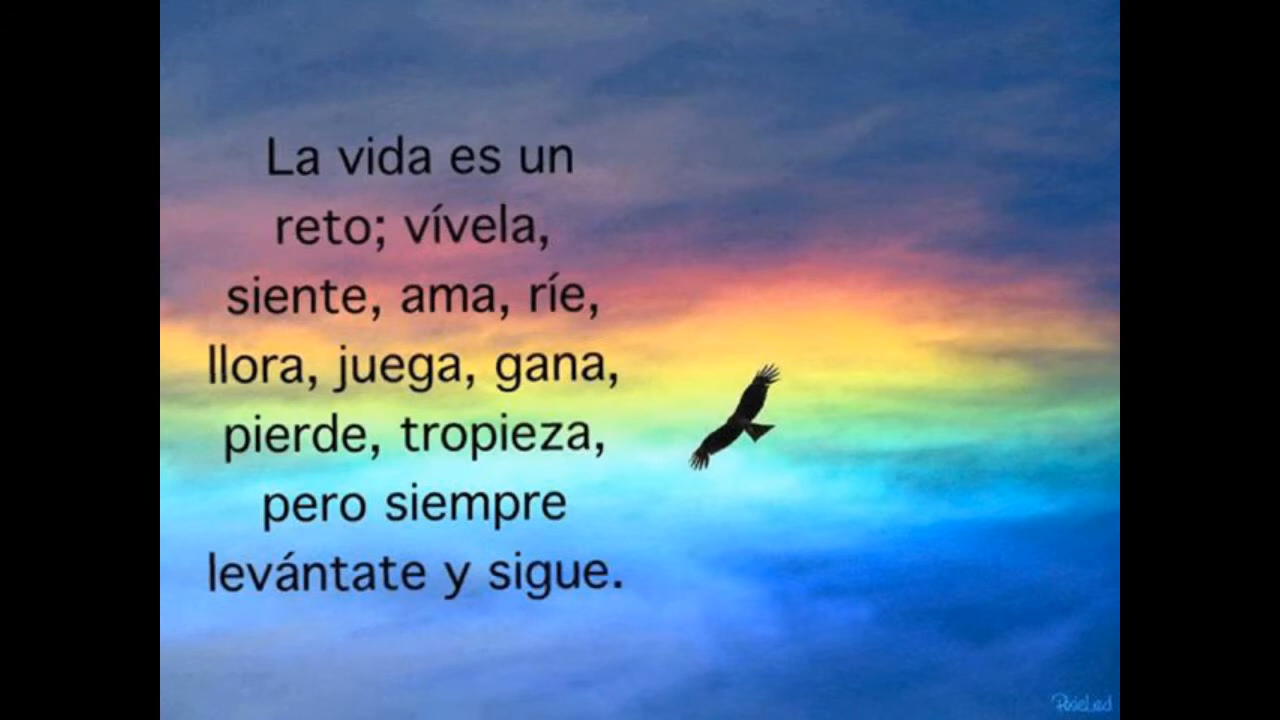 La vida es un
reto; vívela,
siente, ama, ríe,
llora, juega, gana,
pierde, tropieza,
pero siempre
levántate y sigue.